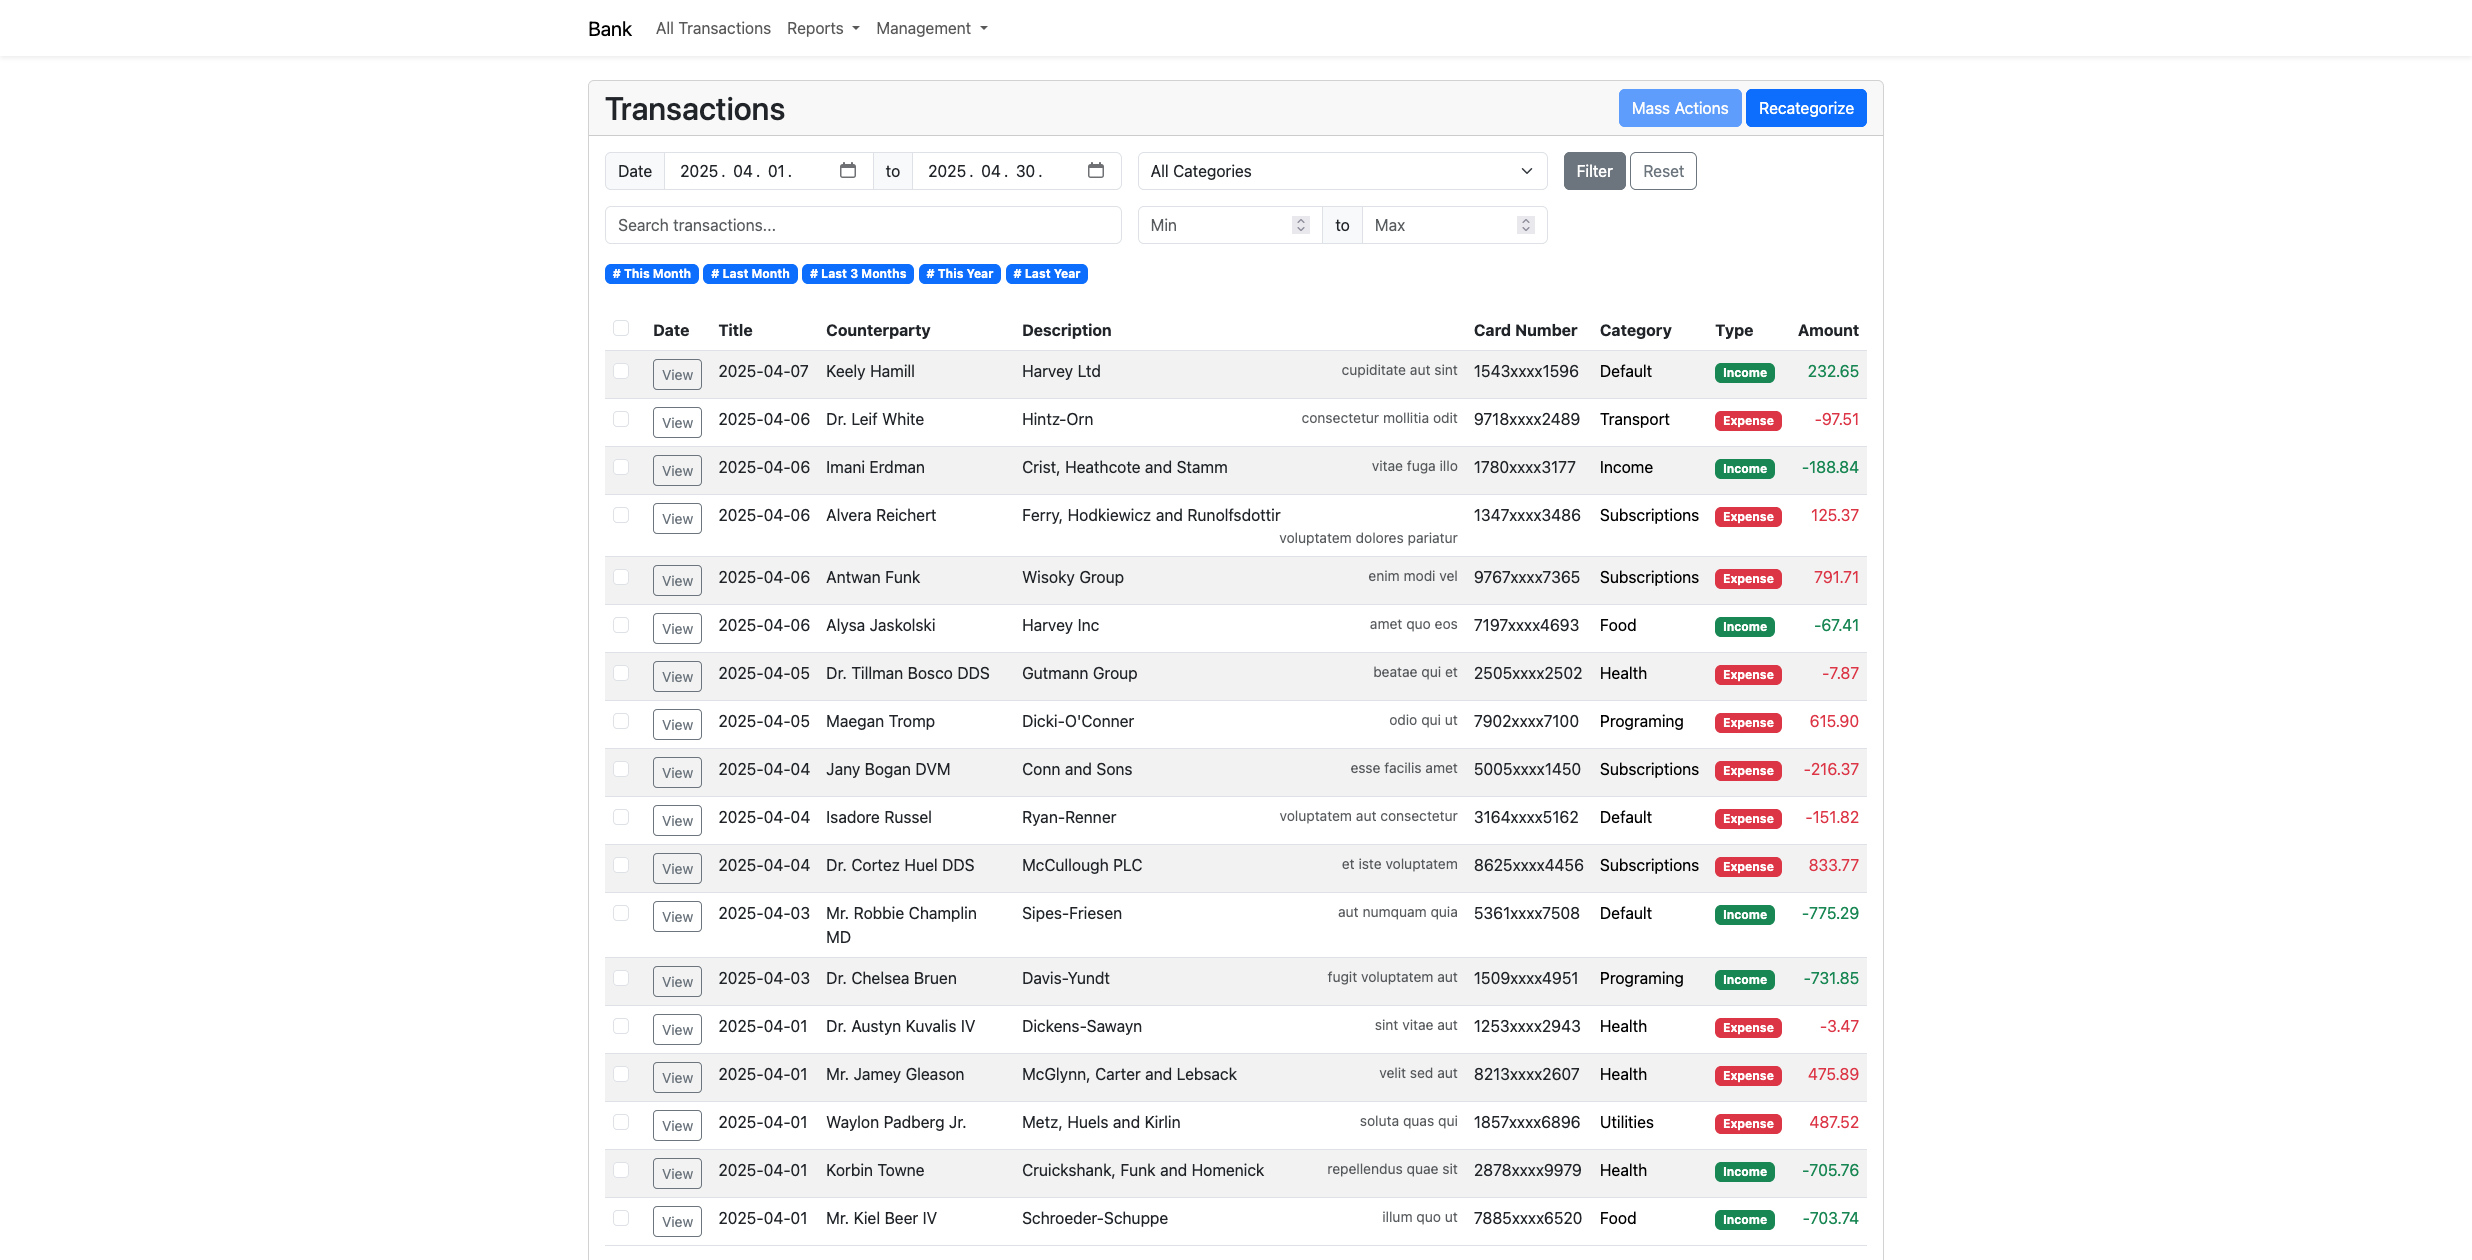 Bank All Transactions Reports Management
Transactions Mass Actions Recategorize
Date 2025. 04. 01. to 2025. 04. 30. All Categories Filter Reset
Search transactions... Min to Max
# This Month # Last Month # Last 3 Months # This Year # Last Year
Date Title Counterparty Description Card Number Category Type Amount
View 2025-04-07 Keely Hamill Harvey Ltd cupiditate aut sint 1543xxxx1596 Default Income 232.65
View 2025-04-06 Dr. Leif White Hintz-Orn consectetur mollitia odit 9718xxxx2489 Transport Expense -97.51
View 2025-04-06 Imani Erdman Crist, Heathcote and Stamm vitae fuga illo 1780xxxx3177 Income Income -188.84
View 2025-04-06 Alvera Reichert Ferry, Hodkiewicz and Runolfsdottir 1347xxxx3486 Subscriptions Expense 125.37
voluptatem dolores pariatur
View 2025-04-06 Antwan Funk Wisoky Group enim modi vel 9767xxxx7365 Subscriptions Expense 791.71
View 2025-04-06 Alysa Jaskolski Harvey Inc amet quo eos 7197xxxx4693 Food Income -67.41
View 2025-04-05 Dr. Tillman Bosco DDS Gutmann Group beatae qui et 2505xxxx2502 Health Expense -7.87
View 2025-04-05 Maegan Tromp Dicki-O'Conner odio qui ut 7902xxxx7100 Programing Expense 615.90
View 2025-04-04 Jany Bogan DVM Conn and Sons esse facilis amet 5005xxxx1450 Subscriptions Expense -216.37
View 2025-04-04 Isadore Russel Ryan-Renner voluptatem aut consectetur 3164xxxx5162 Default Expense -151.82
View 2025-04-04 Dr. Cortez Huel DDS McCullough PLC et iste voluptatem 8625xxxx4456 Subscriptions Expense 833.77
View 2025-04-03 Mr. Robbie Champlin Sipes-Friesen aut numquam quia 5361xxxx7508 Default Income -775.29
MD
View 2025-04-03 Dr. Chelsea Bruen Davis-Yundt fugit voluptatem aut 1509xxxx4951 Programing Income -731.85
View 2025-04-01 Dr. Austyn Kuvalis IV Dickens-Sawayn sint vitae aut 1253xxxx2943 Health Expense -3.47
View 2025-04-01 Mr. Jamey Gleason McGlynn, Carter and Lebsack velit sed aut 8213xxxx2607 Health Expense 475.89
View 2025-04-01 Waylon Padberg Jr. Metz, Huels and Kirlin soluta quas qui 1857xxxx6896 Utilities Expense 487.52
View 2025-04-01 Korbin Towne Cruickshank, Funk and Homenick repellendus quae sit 2878xxxx9979 Health Income -705.76
View 2025-04-01 Mr. Kiel Beer IV Schroeder-Schuppe illum quo ut 7885xxxx6520 Food Income -703.74